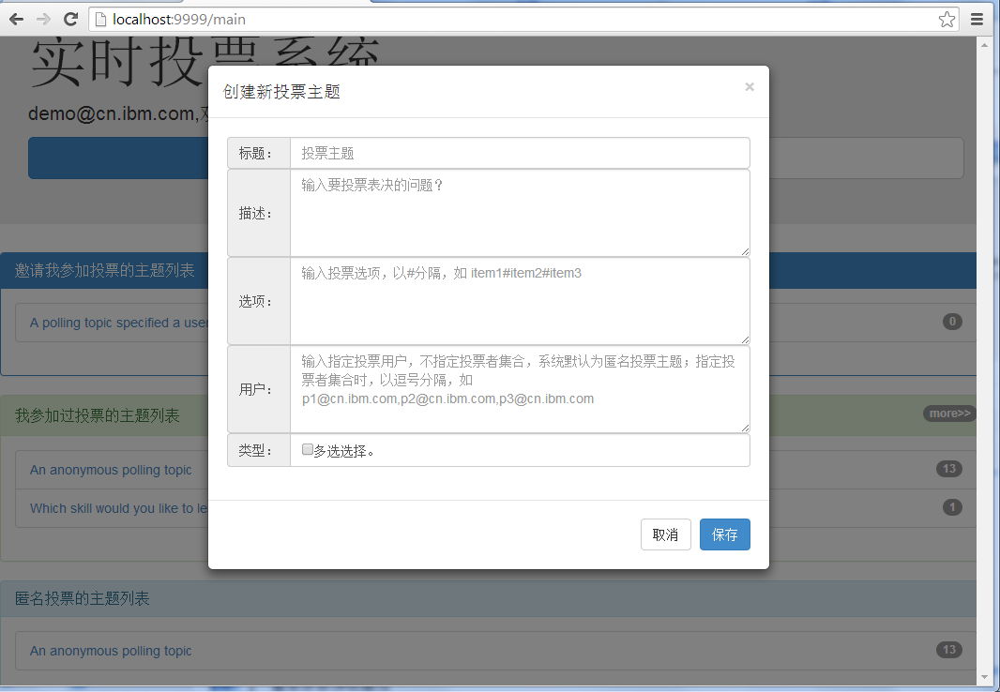 localhost:9999/main
实时投票系统
demo@cn.ibm.com,
创建新投票主题 ×
标题： 投票主题
描述： 输入要投票表决的问题？
选项： 输入投票选项，以#分隔，如 item1#item2#item3
用户： 输入指定投票用户，不指定投票者集合，系统默认为匿名投票主题；指定投
票者集合时，以逗号分隔，如
p1@cn.ibm.com,p2@cn.ibm.com,p3@cn.ibm.com
类型： 多选选择。
取消 保存
邀请我参加投票的主题列表
A polling topic specified a user 0
我参加过投票的主题列表 more>>
An anonymous polling topic 13
Which skill would you like to le 1
匿名投票的主题列表
An anonymous polling topic 13